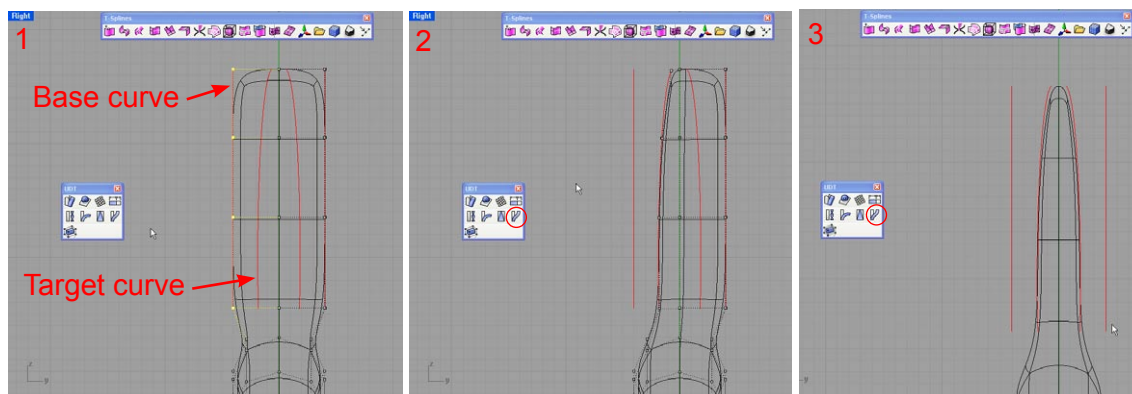 Right
T-Splines
1
Base curve
UDT
Target curve
z
y
Right
T-Splines
2
UDT
z
y
T-Splines
3
UDT
y